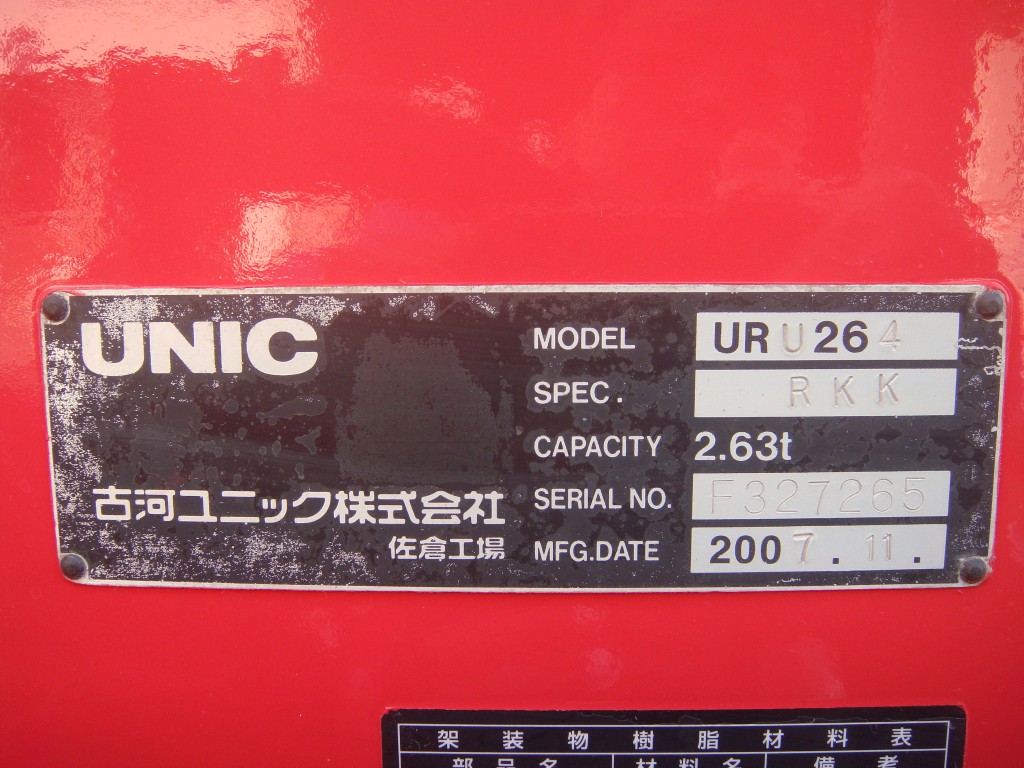 UNIC
MODEL URU264
SPEC. RKK
CAPACITY 2.63t
SERIAL NO. F327265
MFG.DATE 2007.11.
古河ユニック株式会社
佐倉工場
架装物樹脂材料表
部品名 材料名 備考